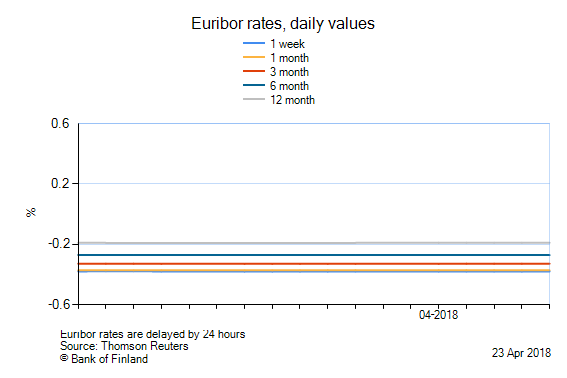 Euribor rates, daily values
1 week
1 month
3 month
6 month
12 month
0.6
0.2
%
-0.2
-0.6
04-2018
Euribor rates are delayed by 24 hours
Source: Thomson Reuters
© Bank of Finland
23 Apr 2018